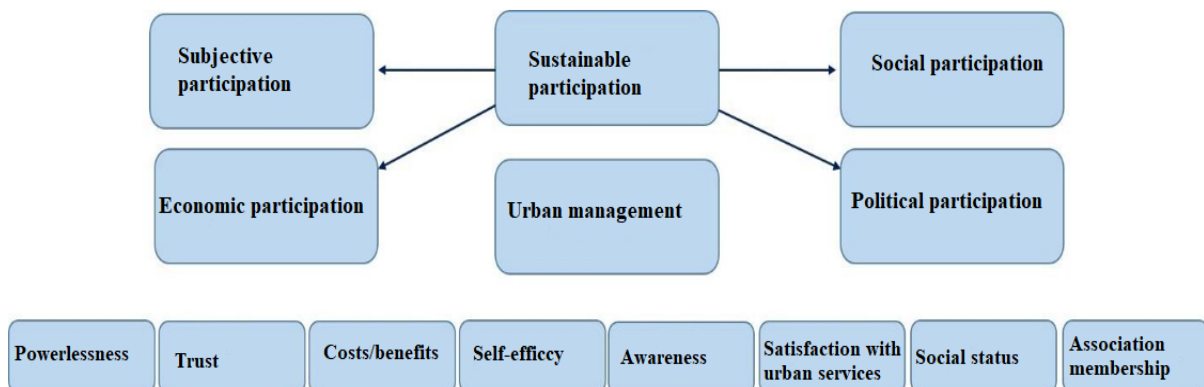 Subjective
participation
Sustainable
participation
Social participation
Economic participation
Urban management
Political participation
Powerlessness
Trust
Costs/benefits
Self-efficcy
Awareness
Satisfaction with
urban services
Social status
Association
membership